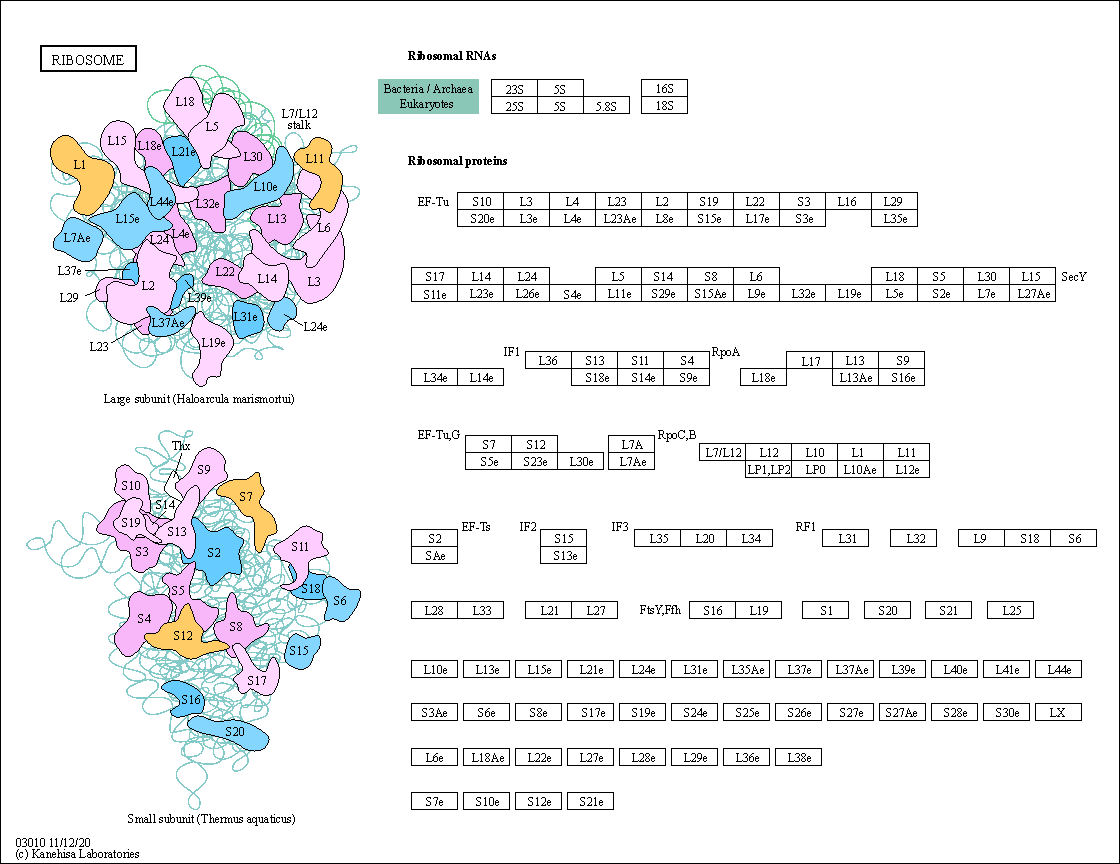 RIBOSOME
L18
L5
L7/L12
stalk
L15
L18e
L21e
L30
L11
L1
L10e
L44e
L32e
L15e
L13
L6
L7Ae
L24
L4e
L37e
L22
L14
L3
L29
L2
L39e
L37Ae
L31e
L24e
L23
L19e
Large subunit (Haloarcula marismortui)
Thx
S9
S10
S7
S14
S19
S13
S3
S2
S11
S5
S18
S6
S4
S12
S8
S15
S17
S16
S20
Small subunit (Thermus aquaticus)
03010 11/12/20
(c) Kanehisa Laboratories
Ribosomal RNAs
Bacteria / Archaea 23S 5S 16S
Eukaryotes 25S 5S 5.8S 18S
Ribosomal proteins
EF-Tu S10 L3 L4 L23 L2 S19 L22 S3 L16 L29
S20e L3e L4e L23Ae L8e S15e L17e S3e L35e
S17 L14 L24 L5 S14 S8 L6 L18 S5 L30 L15 SecY
S11e L23e L26e S4e L11e S29e S15Ae L9e L32e L19e L5e S2e L7e L27Ae
IF1 L36 S13 S11 S4 RpoA L17 L13 S9
L34e L14e S18e S14e S9e L18e L13Ae S16e
EF-Tu,G S7 S12 L7A RpoC,B L7/L12 L12 L10 L1 L11
S5e S23e L30e L7Ae LP1,LP2 LP0 L10Ae L12e
S2 EF-Ts IF2 S15 IF3 L35 L20 L34 RF1 L31 L32 L9 S18 S6
SAe S13e
L28 L33 L21 L27 FtsY,Ffh S16 L19 S1 S20 S21 L25
L10e L13e L15e L21e L24e L31e L35Ae L37e L37Ae L39e L40e L41e L44e
S3Ae S6e S8e S17e S19e S24e S25e S26e S27e S27Ae S28e S30e LX
L6e L18Ae L22e L27e L28e L29e L36e L38e
S7e S10e S12e S21e